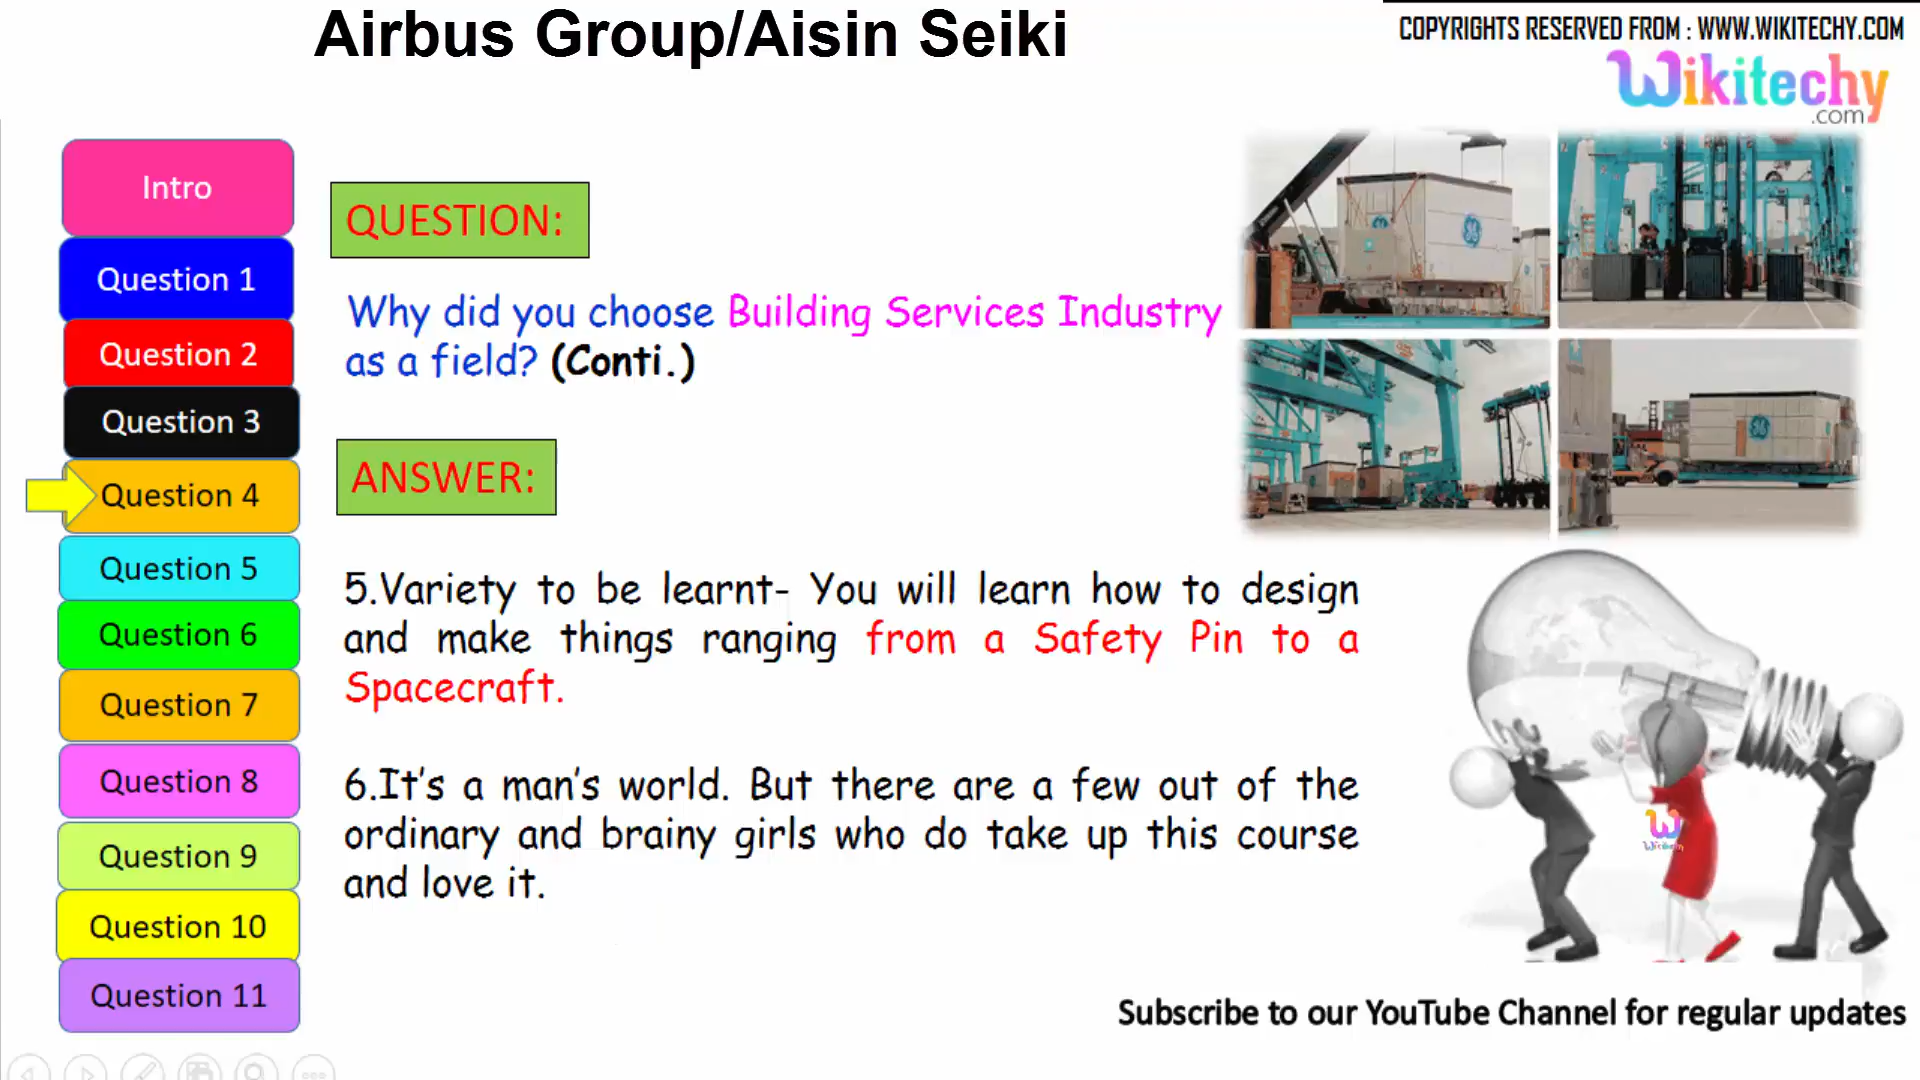 Airbus Group/Aisin Seiki
COPYRIGHTS RESERVED FROM : WWW.WIKITECHY.COM
Wikitechy
.com
Intro
Question 1
Question 2
Question 3
Question 4
Question 5
Question 6
Question 7
Question 8
Question 9
Question 10
Question 11
QUESTION:
Why did you choose Building Services Industry
as a field? (Conti.)
ANSWER:
5.Variety to be learnt- You will learn how to design
and make things ranging from a Safety Pin to a
Spacecraft.
6.It's a man's world. But there are a few out of the
ordinary and brainy girls who do take up this course
and love it.
Subscribe to our YouTube Channel for regular updates